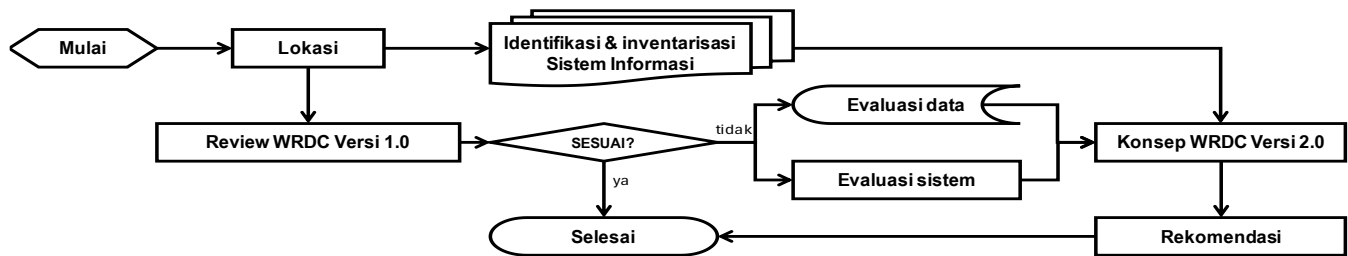 Mulai
Lokasi
Identifikasi & inventarisasi
Sistem Informasi
Review WRDC Versi 1.0
SESUAI?
tidak
ya
Evaluasi data
Evaluasi sistem
Konsep WRDC Versi 2.0
Selesai
Rekomendasi